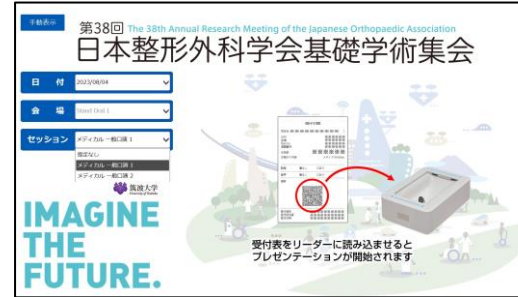 手動表示
第38回 The 38th Annual Research Meeting of the Japanese Orthopaedic Association
日本整形外科学会基礎学術集会
日 付 2023/08/04
会 場
セッション メディカル 一般口演 1
指定なし
メディカル 一般口演 1
メディカル 一般口演 2
筑波大学
IMAGINE
THE
FUTURE.
受付表をリーダーに読み込ませると
プレゼンテーションが開始されます